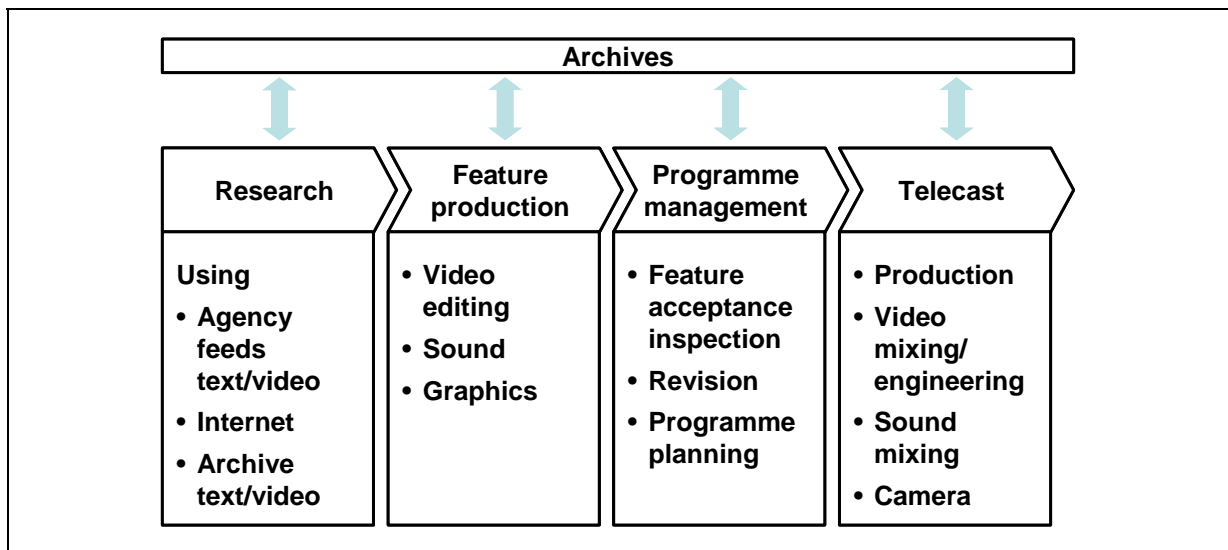 Archives
Research
Feature
production
Programme
management
Telecast
Using
• Agency
feeds
text/video
• Internet
• Archive
text/video
• Video
editing
• Sound
• Graphics
• Feature
acceptance
inspection
• Revision
• Programme
planning
• Production
• Video
mixing/
engineering
• Sound
mixing
• Camera